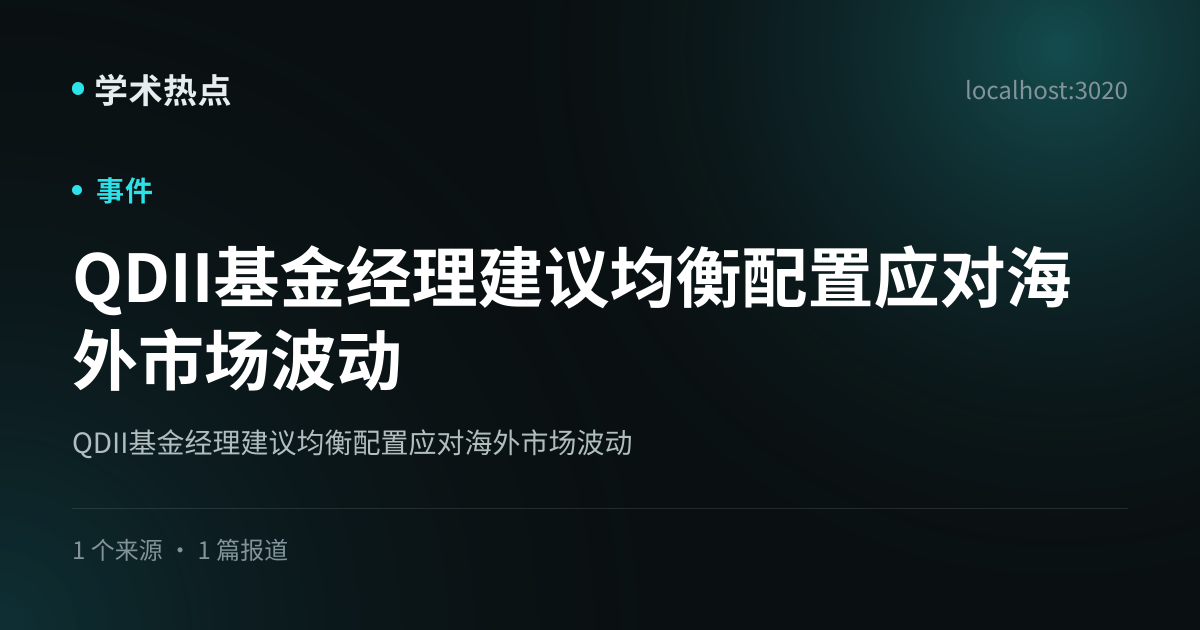 学术热点
localhost:3020
事件
QDII基金经理建议均衡配置应对海
外市场波动
QDII基金经理建议均衡配置应对海外市场波动
1 个来源 · 1 篇报道